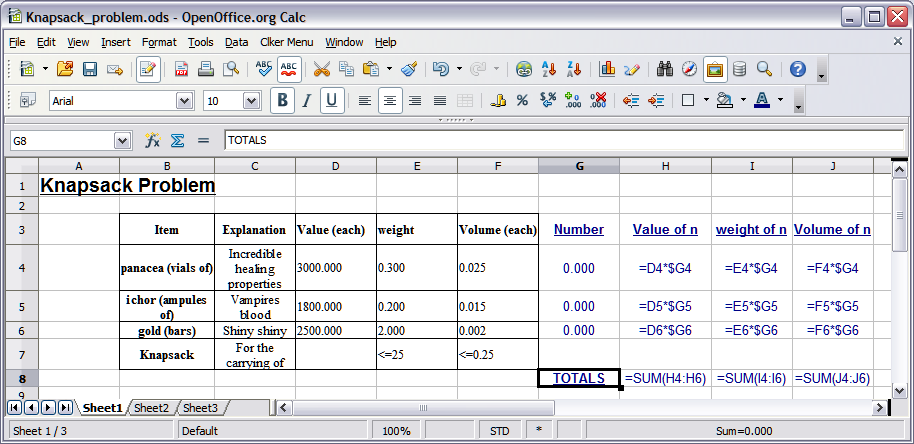 Knapsack_problem.ods - OpenOffice.org Calc
File Edit View Insert Format Tools Data Clker Menu Window Help
PDF ABC ABC
Arial 10 B I U % $% .000 .000 A
G8 fx Σ = TOTALS
A B C D E F G H I J
1 Knapsack Problem
2
3 Item Explanation Value (each) weight Volume (each) Number Value of n weight of n Volume of n
4 panacea (vials of) Incredible healing properties 3000.000 0.300 0.025 0.000 =D4*$G4 =E4*$G4 =F4*$G4
5 ichor (ampules of) Vampires blood 1800.000 0.200 0.015 0.000 =D5*$G5 =E5*$G5 =F5*$G5
6 gold (bars) Shiny shiny 2500.000 2.000 0.002 0.000 =D6*$G6 =E6*$G6 =F6*$G6
7 Knapsack For the carrying of <=25 <=0.25
8 TOTALS =SUM(H4:H6) =SUM(I4:I6) =SUM(J4:J6)
9
Sheet1 Sheet2 Sheet3
Sheet 1 / 3 Default 100% STD * Sum=0.000